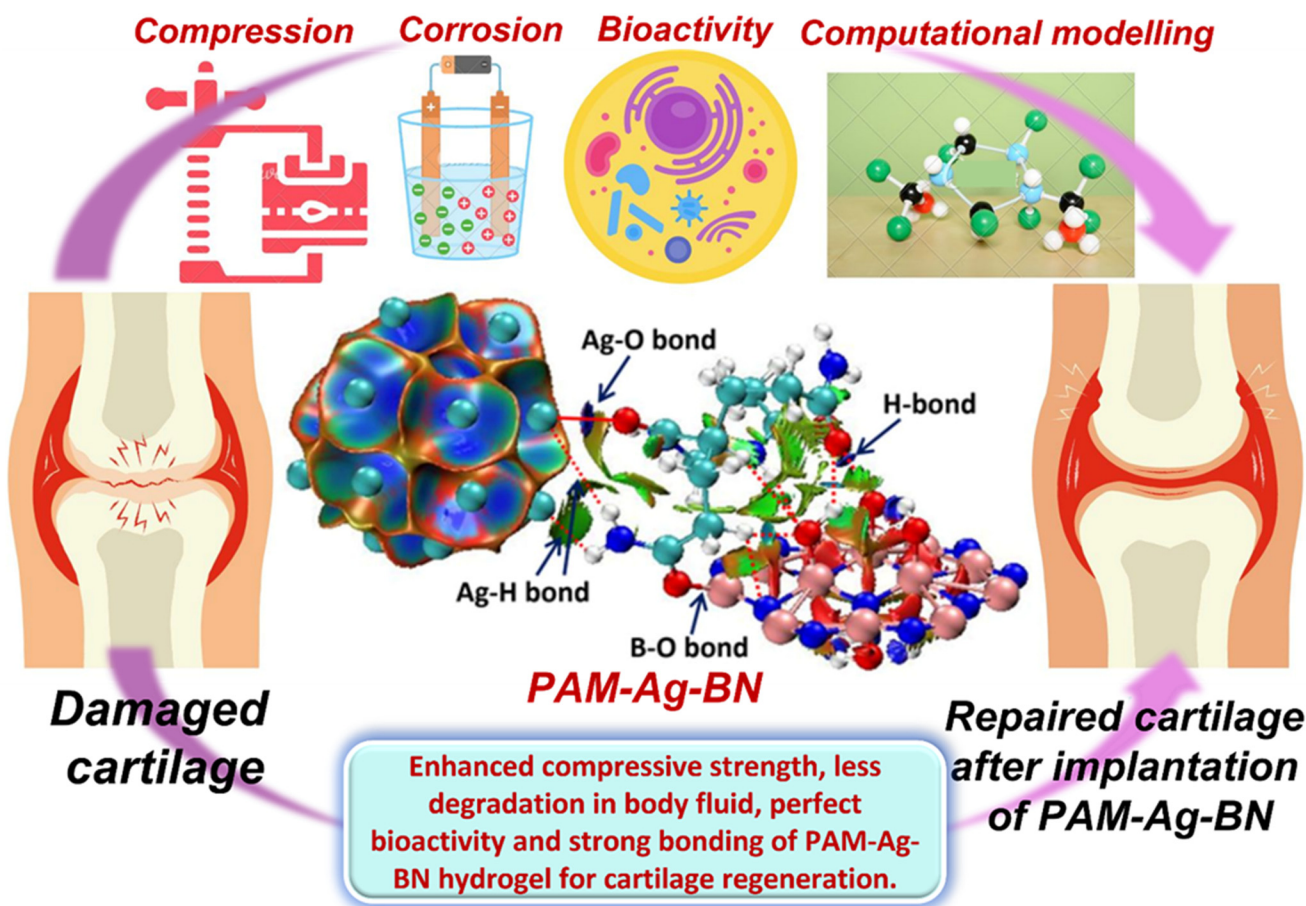 Compression
Corrosion
Bioactivity
Computational modelling
Ag-O bond
H-bond
Ag-H bond
B-O bond
PAM-Ag-BN
Damaged
cartilage
Repaired cartilage
after implantation
of PAM-Ag-BN
Enhanced compressive strength, less
degradation in body fluid, perfect
bioactivity and strong bonding of PAM-Ag-
BN hydrogel for cartilage regeneration.